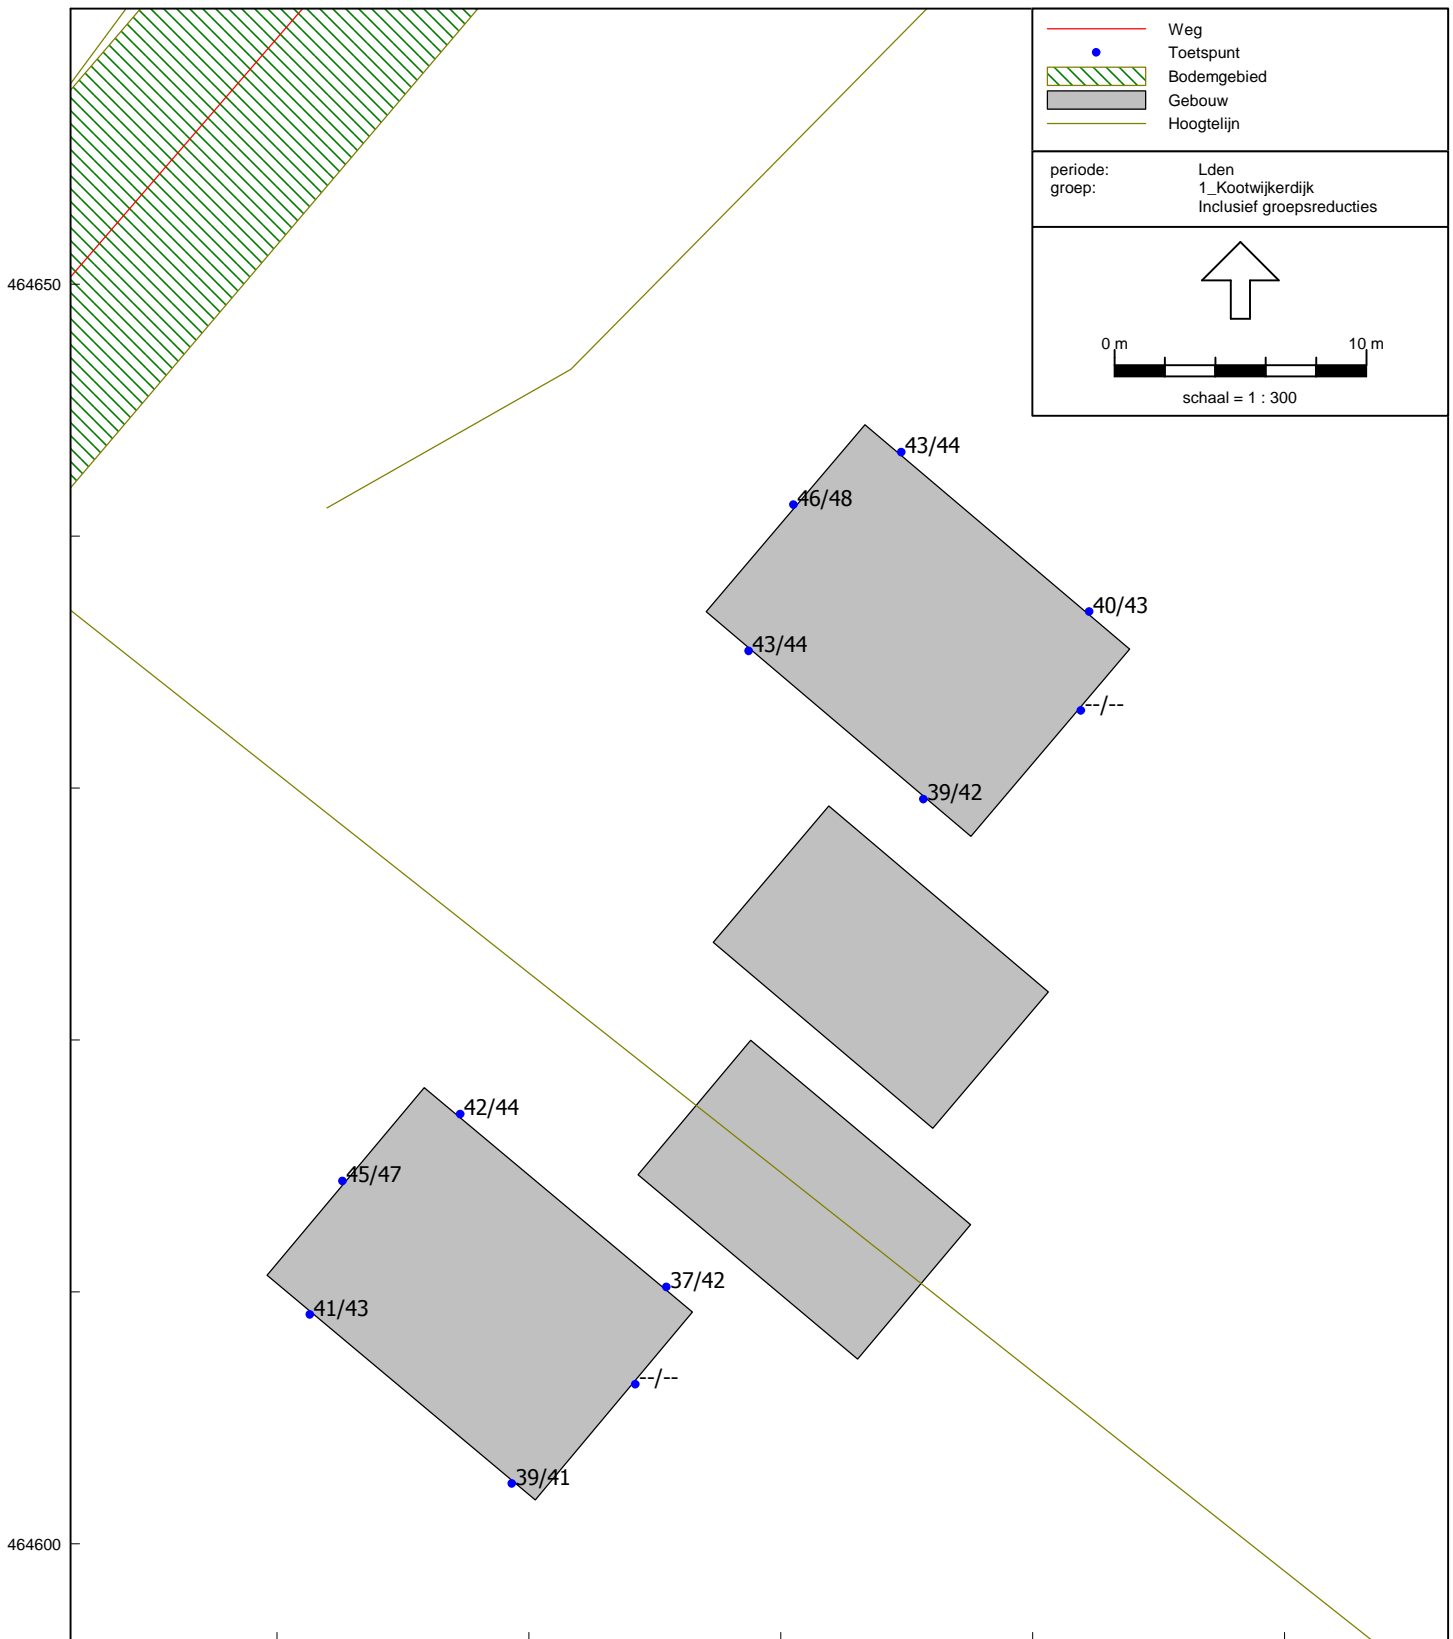 Weg
Toetspunt
Bodemgebied
Gebouw
Hoogtelijn
periode: Lden
groep: 1_Kootwijkerdijk
Inclusief groepsreducties
0 m 10 m
schaal = 1 : 300
464650
43/44
46/48
40/43
43/44
--/--
39/42
42/44
45/47
37/42
41/43
--/--
39/41
464600